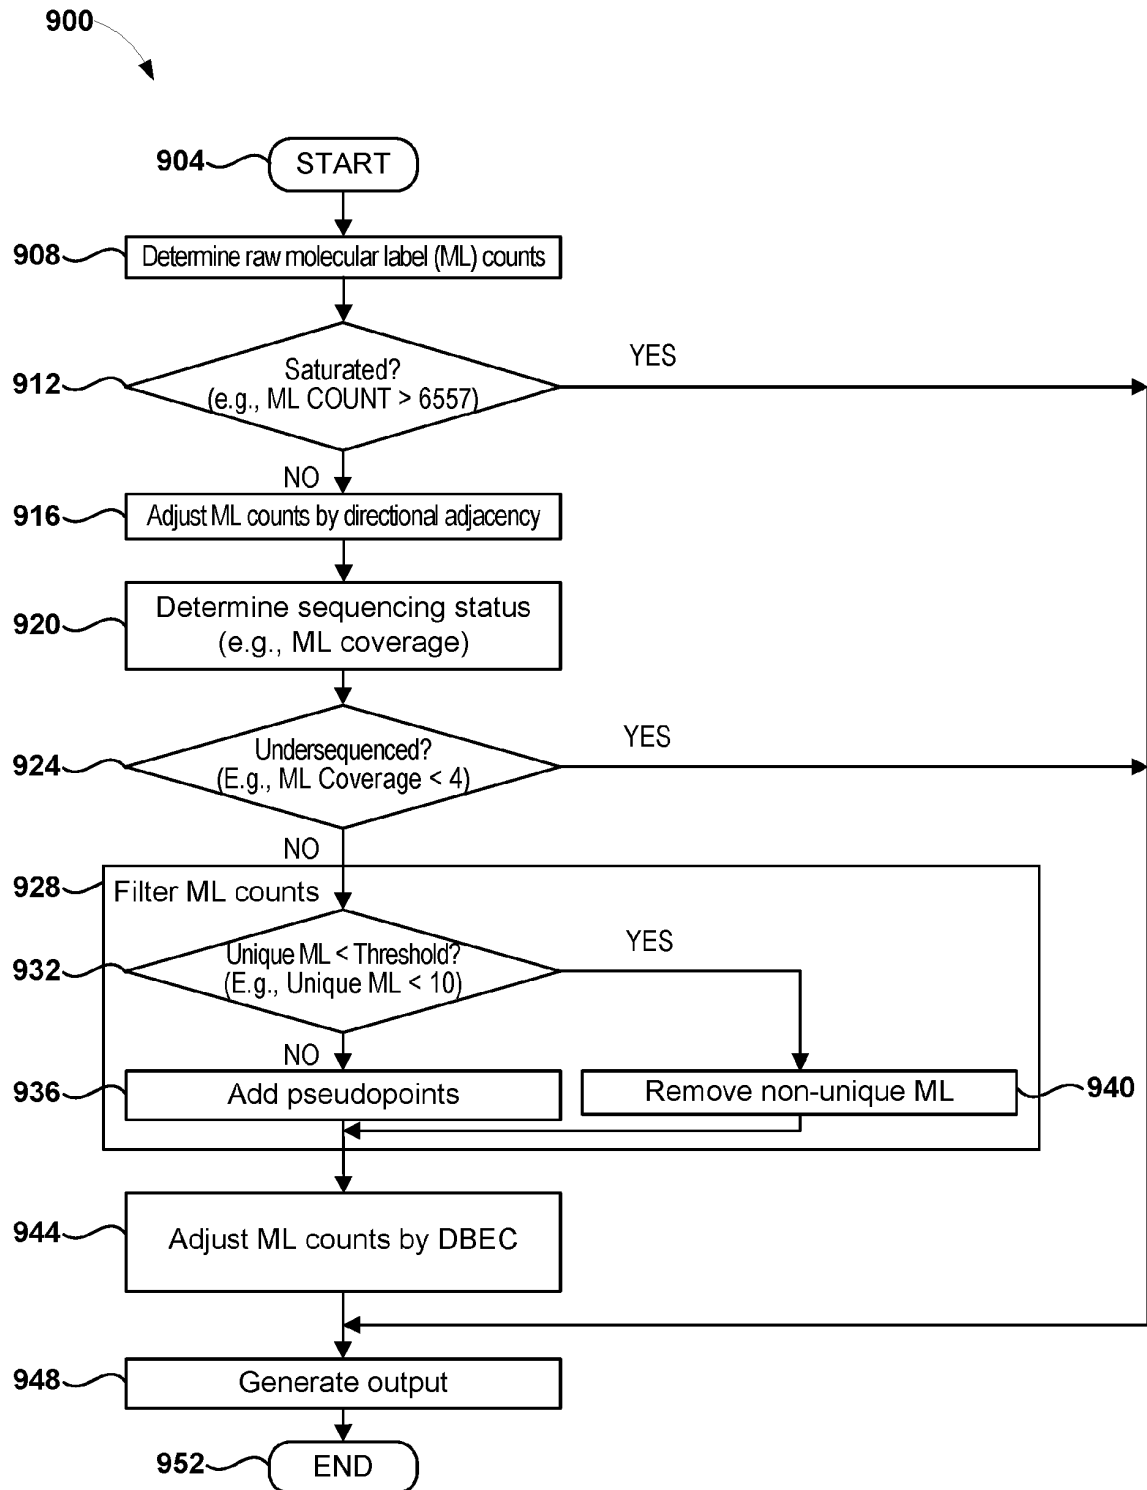 900
904
START
908
Determine raw molecular label (ML) counts
912
Saturated?
(e.g., ML COUNT > 6557)
YES
NO
916
Adjust ML counts by directional adjacency
920
Determine sequencing status
(e.g., ML coverage)
924
Undersequenced?
(E.g., ML Coverage < 4)
YES
NO
928
Filter ML counts
932
Unique ML < Threshold?
(E.g., Unique ML < 10)
YES
NO
936
Add pseudopoints
Remove non-unique ML
940
944
Adjust ML counts by DBEC
948
Generate output
952
END